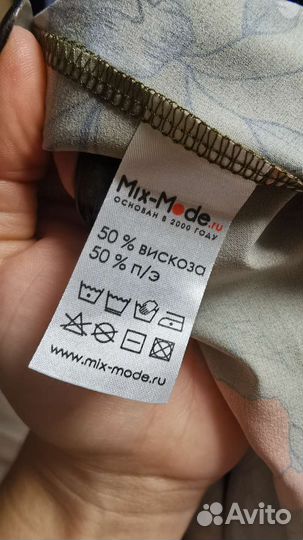 Mix-Mode.ru
ОСНОВАН В 2000 ГОДУ
50 % вискоза
50 % п/э
www.mix-mode.ru
Avito